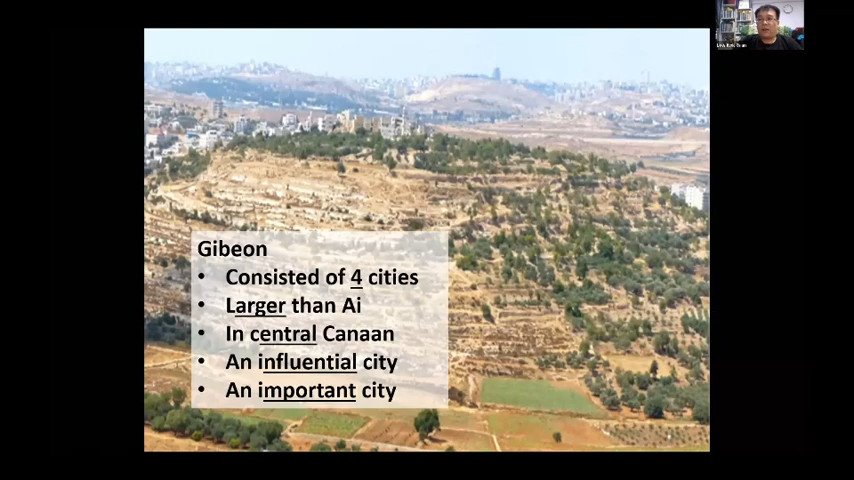 Gibeon
• Consisted of 4 cities
• Larger than Ai
• In central Canaan
• An influential city
• An important city